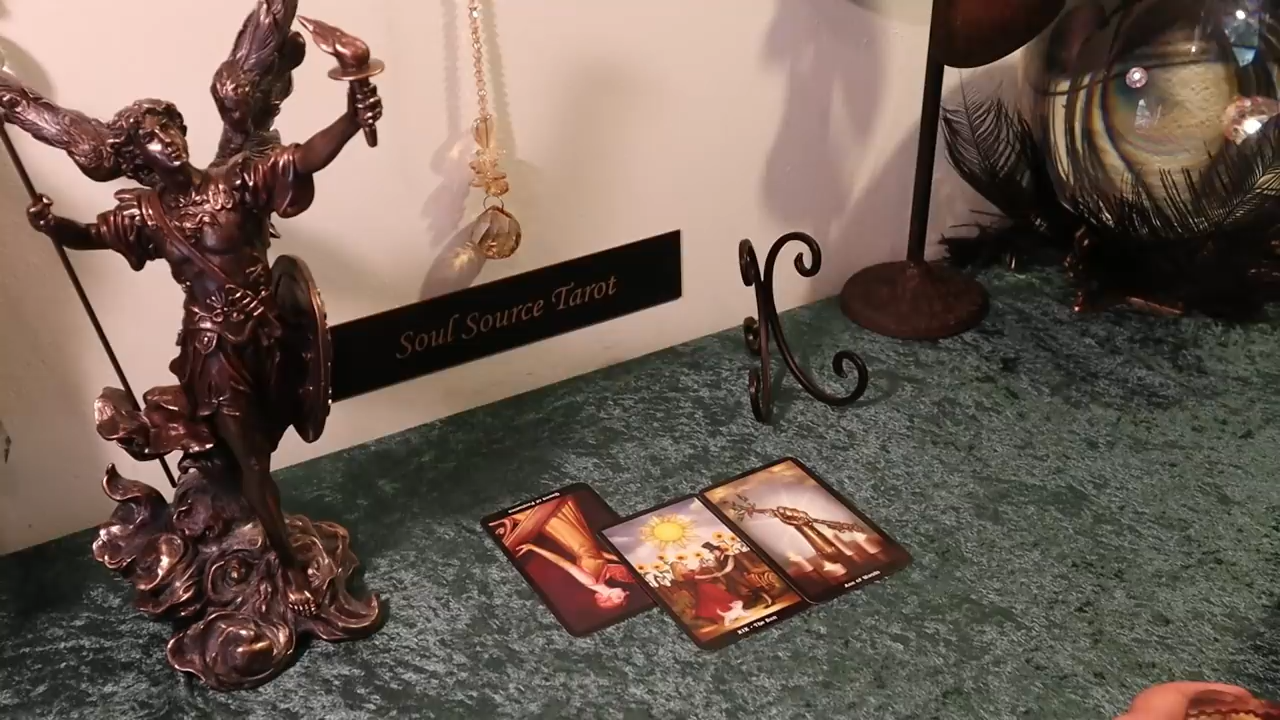 Soul Source Tarot
XIX • The Sun
Ace of Wands